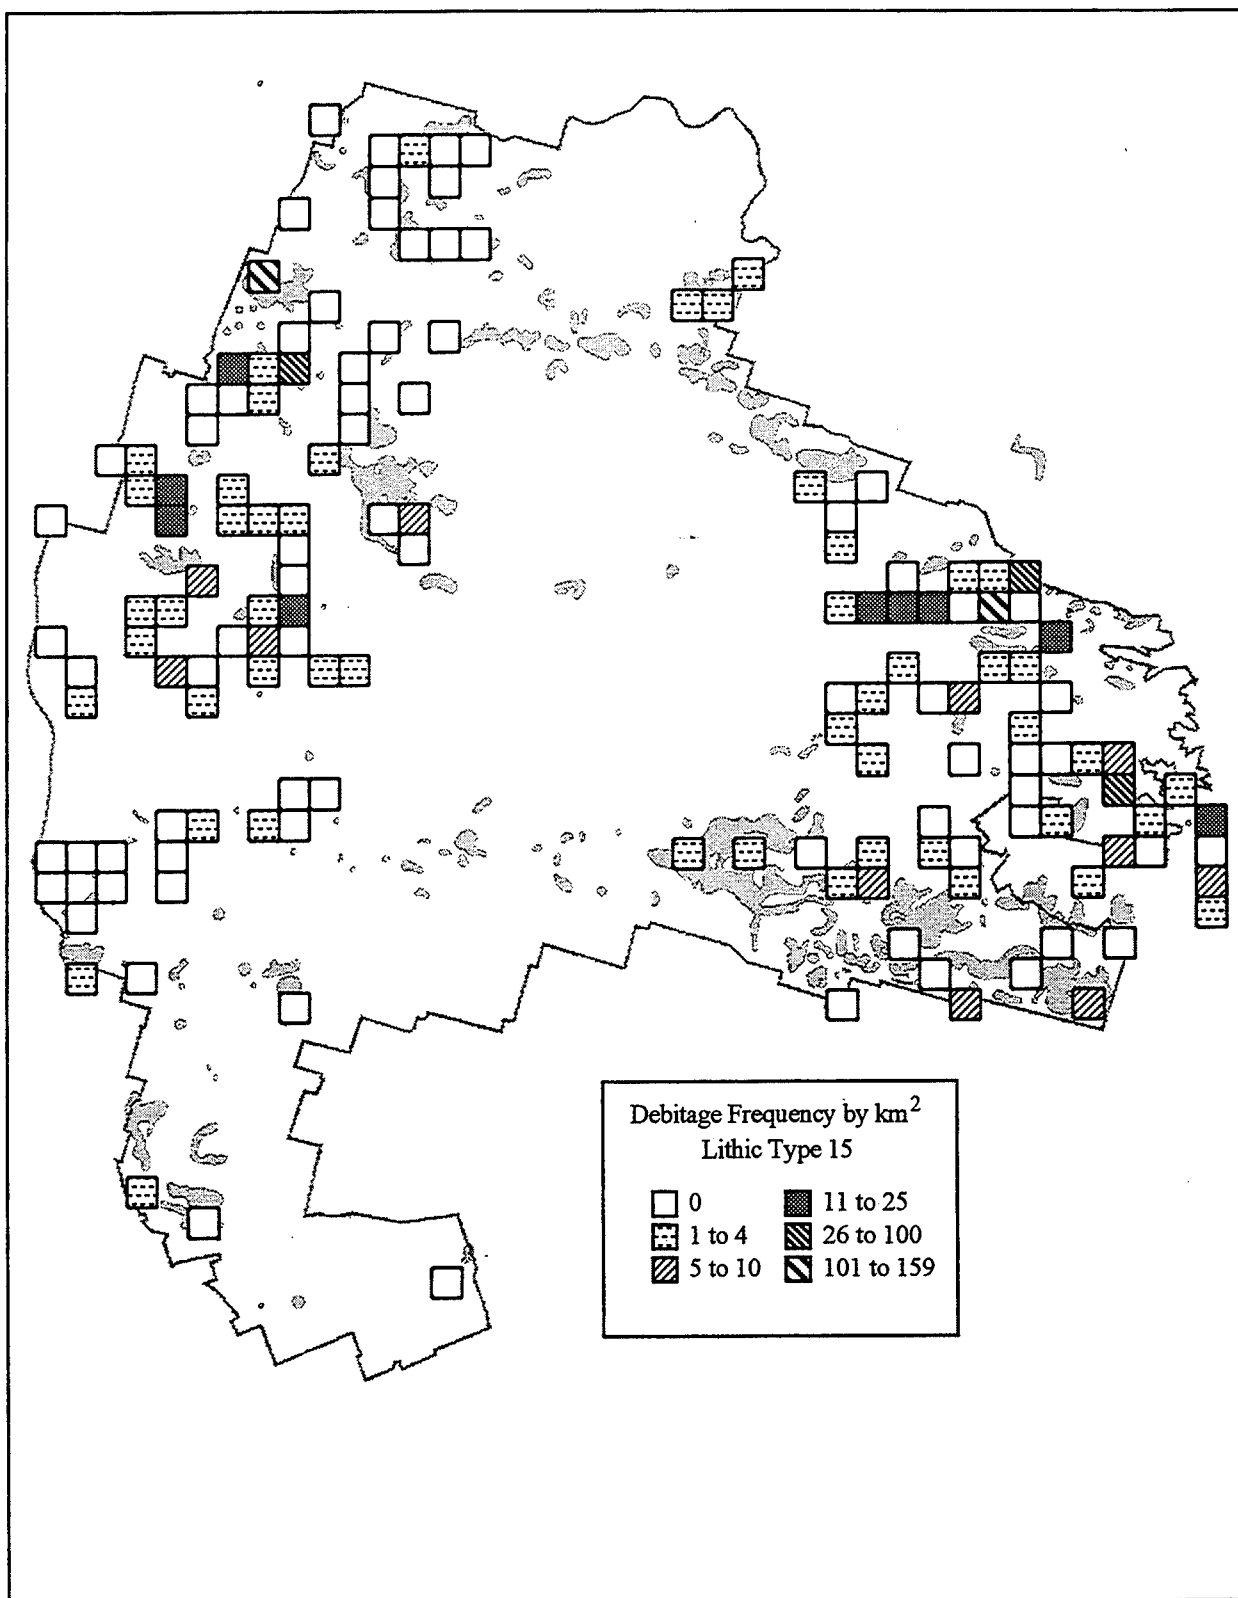 Debitage Frequency by km²
Lithic Type 15
0
11 to 25
1 to 4
26 to 100
5 to 10
101 to 159